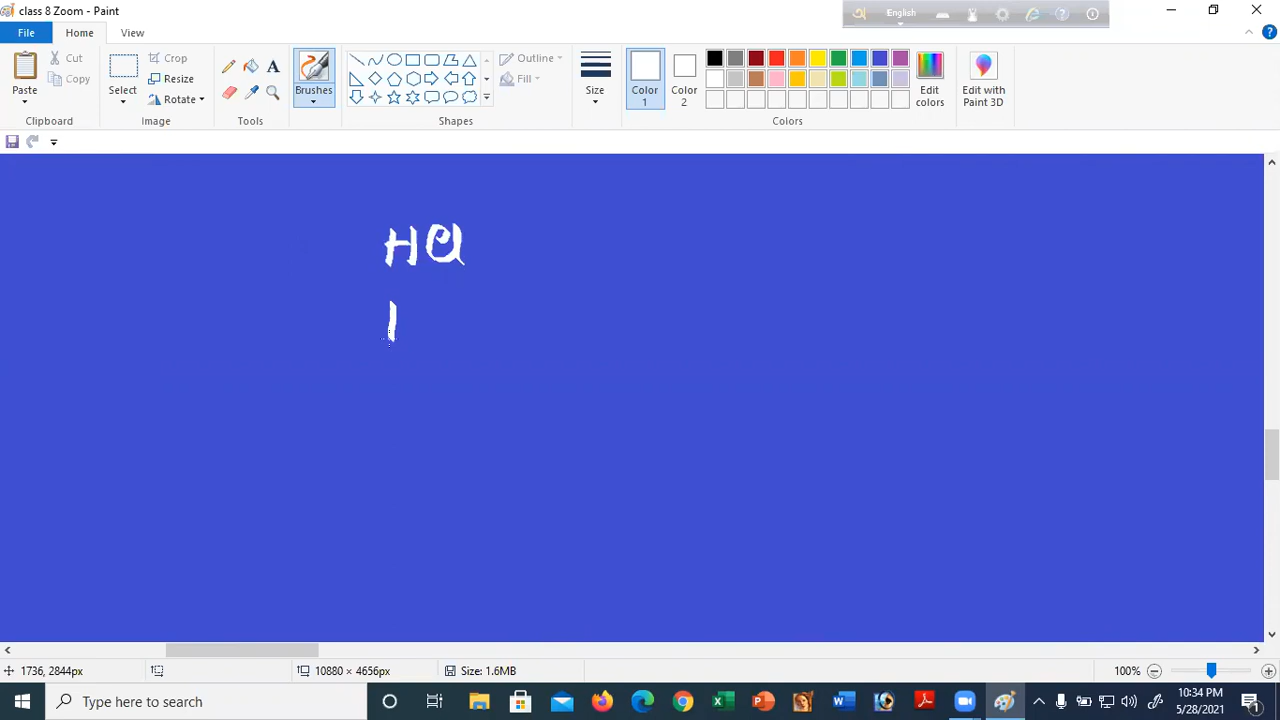 class 8 Zoom - Paint
English
File
Home
View
Paste
Cut
Copy
Clipboard
Select
Crop
Resize
Rotate
Image
Tools
Brushes
Shapes
Outline
Fill
Size
Color 1
Color 2
Colors
Edit colors
Edit with Paint 3D
1736, 2844px
10880 × 4656px
Size: 1.6MB
100%
Type here to search
10:34 PM
5/28/2021